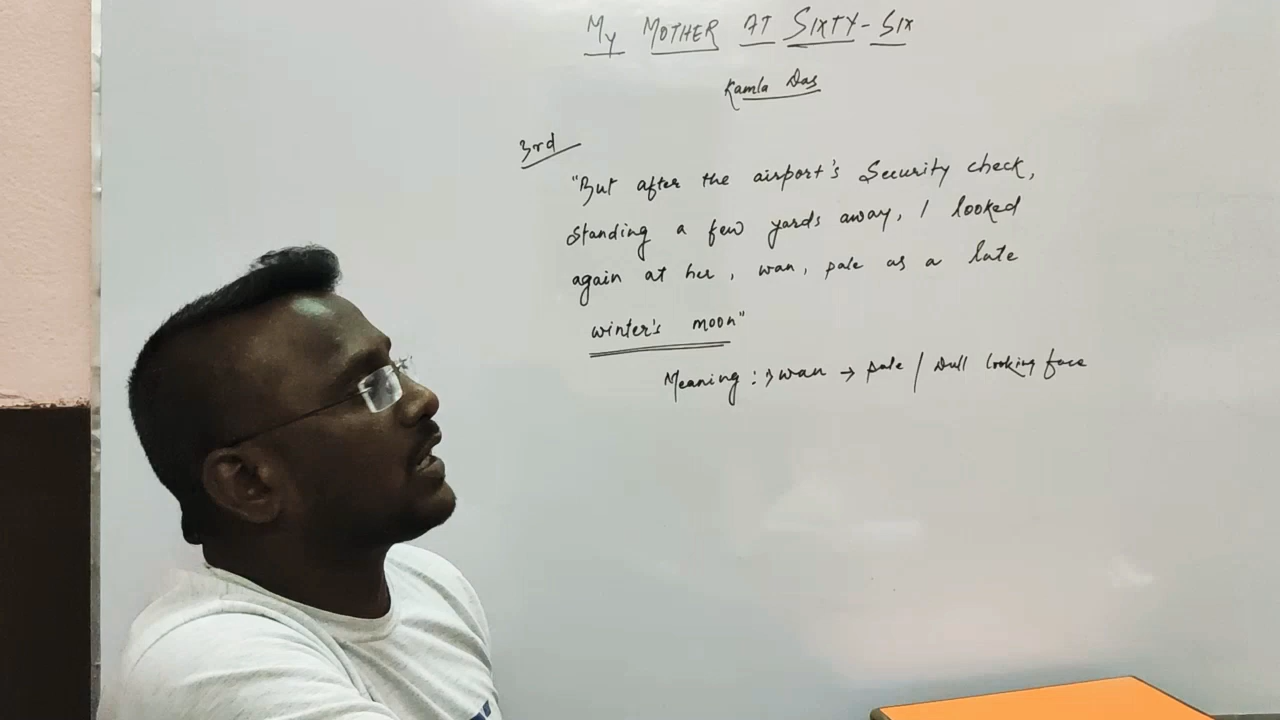 MY MOTHER AT SIXTY-SIX
Kamla Das
3rd
"But after the airport's Security check,
standing a few yards away, I looked
again at her, wan, pale as a late
winter's moon"
Meaning :→ wan → pale / Dull looking face